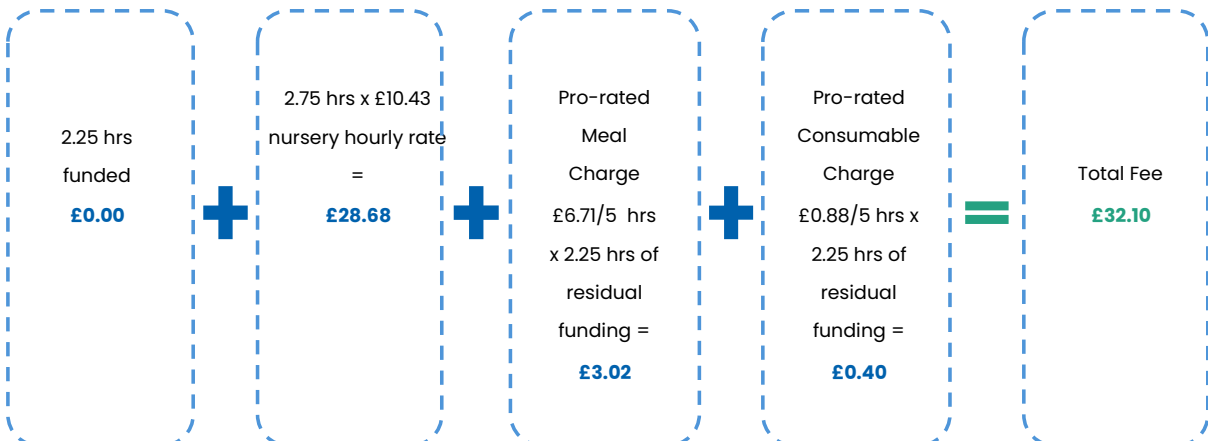 2.25 hrs
funded
£0.00
2.75 hrs x £10.43
nursery hourly rate
=
£28.68
Pro-rated
Meal
Charge
£6.71/5 hrs
x 2.25 hrs of
residual
funding =
£3.02
Pro-rated
Consumable
Charge
£0.88/5 hrs x
2.25 hrs of
residual
funding =
£0.40
Total Fee
£32.10